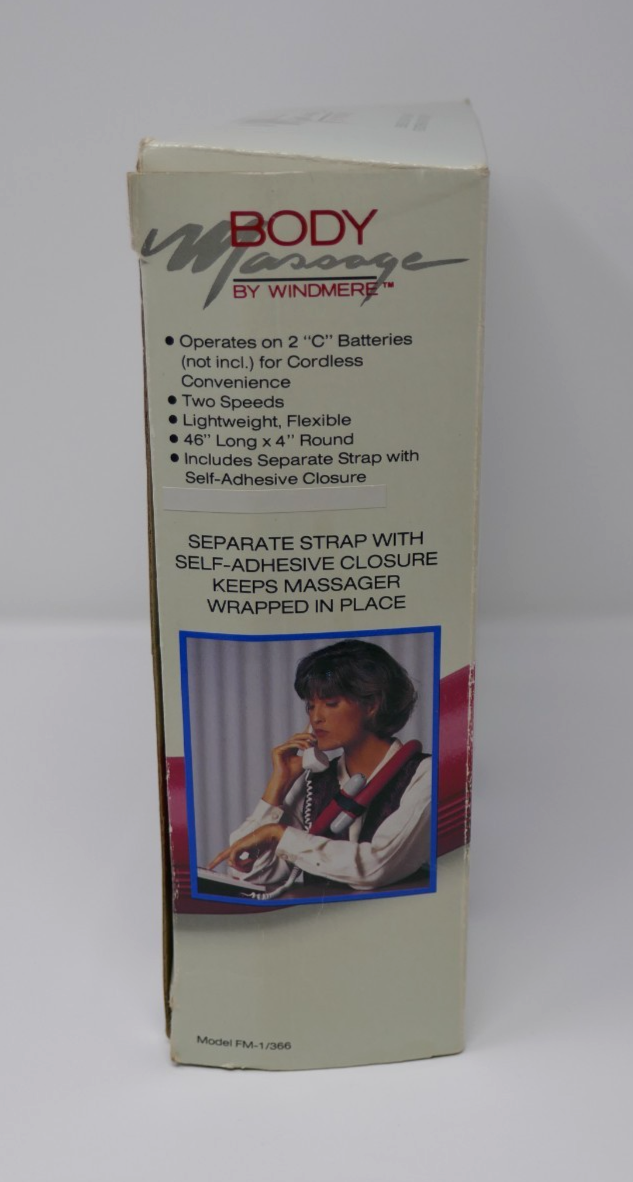 BODY
Massage
BY WINDMERE™
• Operates on 2 "C" Batteries
(not incl.) for Cordless
Convenience
• Two Speeds
• Lightweight, Flexible
• 46" Long x 4" Round
• Includes Separate Strap with
Self-Adhesive Closure
SEPARATE STRAP WITH
SELF-ADHESIVE CLOSURE
KEEPS MASSAGER
WRAPPED IN PLACE
Model FM-1/366